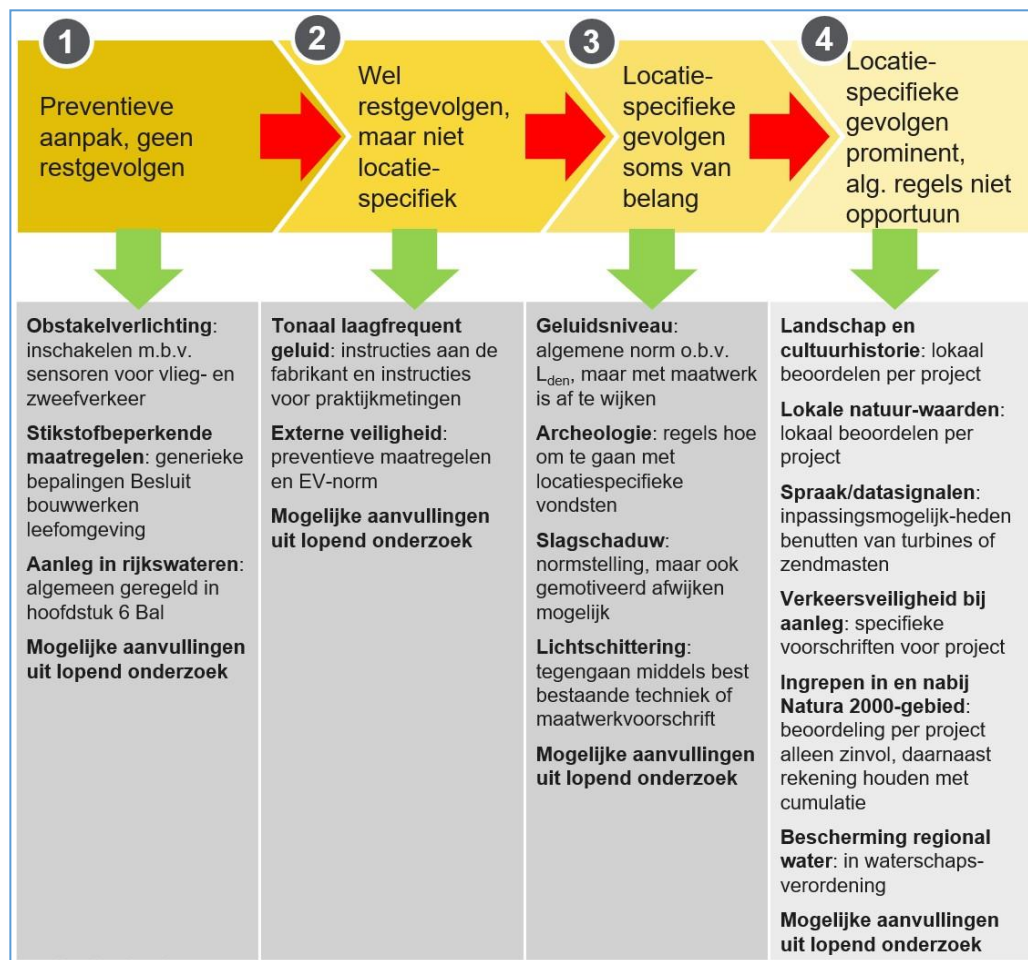 1
Preventieve
aanpak, geen
restgevolgen
2
Wel
restgevolgen,
maar niet
locatie-
specifiek
3
Locatie-
specifieke
gevolgen
soms van
belang
4
Locatie-
specifieke
gevolgen
prominent,
alg. regels niet
opportuun
Obstakelverlichting:
inschakelen m.b.v.
sensoren voor vlieg- en
zweefverkeer
Stikstofbeperkende
maatregelen: generieke
bepalingen Besluit
bouwwerken
leefomgeving
Aanleg in rijkswateren:
algemeen geregeld in
hoofdstuk 6 Bal
Mogelijke aanvullingen
uit lopend onderzoek
Tonaal laagfrequent
geluid: instructies aan de
fabrikant en instructies
voor praktijkmetingen
Externe veiligheid:
preventieve maatregelen
en EV-norm
Mogelijke aanvullingen
uit lopend onderzoek
Geluidsniveau:
algemene norm o.b.v.
Lden, maar met maatwerk
is af te wijken
Archeologie: regels hoe
om te gaan met
locatiespecifieke
vondsten
Slagschaduw:
normstelling, maar ook
gemotiveerd afwijken
mogelijk
Lichtschittering:
tegengaan middels best
bestaande techniek of
maatwerkvoorschrift
Mogelijke aanvullingen
uit lopend onderzoek
Landschap en
cultuurhistorie: lokaal
beoordelen per project
Lokale natuur-waarden:
lokaal beoordelen per
project
Spraak/datasignalen:
inpassingsmogelijk-heden
benutten van turbines of
zendmasten
Verkeersveiligheid bij
aanleg: specifieke
voorschriften voor project
Ingrepen in en nabij
Natura 2000-gebied:
beoordeling per project
alleen zinvol, daarnaast
rekening houden met
cumulatie
Bescherming regional
water: in waterschaps-
verordening
Mogelijke aanvullingen
uit lopend onderzoek